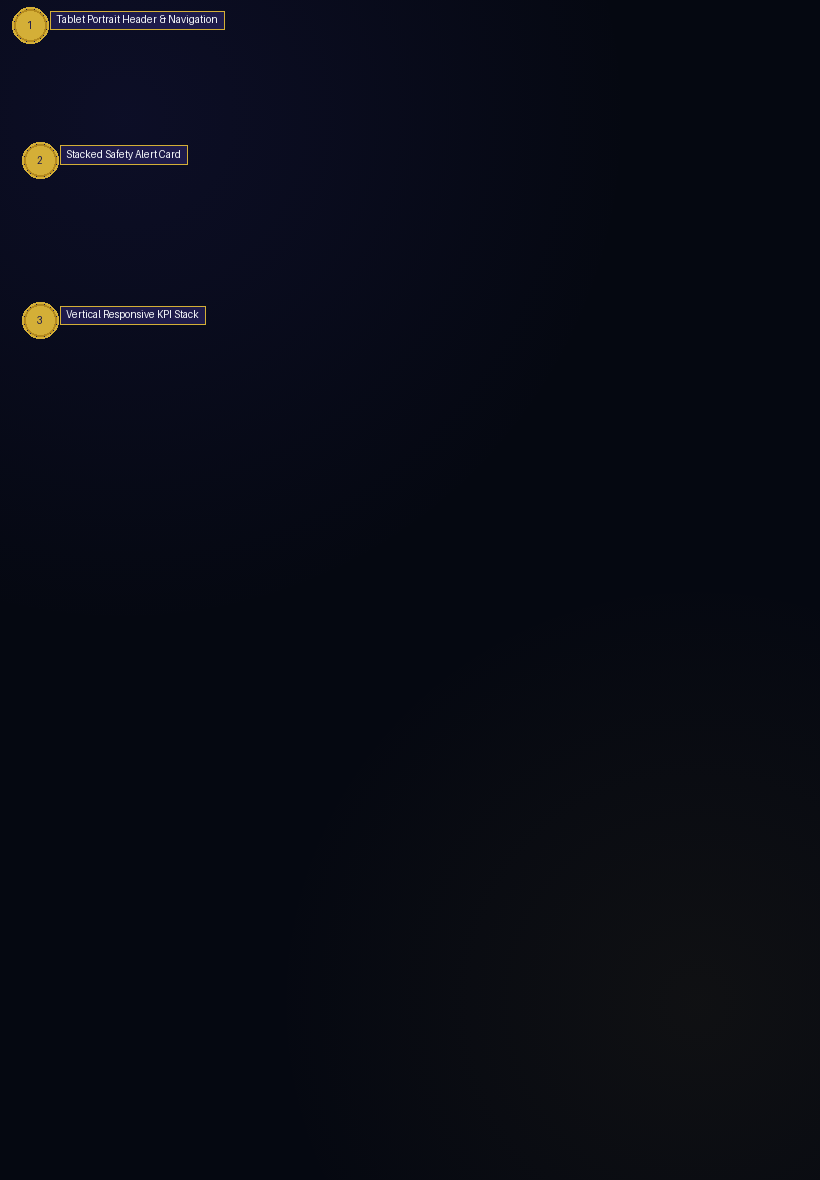 1 Tablet Portrait Header & Navigation
2 Stacked Safety Alert Card
3 Vertical Responsive KPI Stack